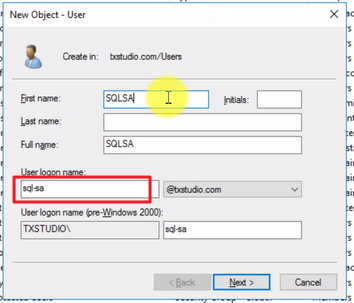 New Object - User
Create in: txstudio.com/Users
First name: SQLSA Initials:
Last name:
Full name: SQLSA
User logon name:
sql-sa @txstudio.com
User logon name (pre-Windows 2000):
TXSTUDIO\ sql-sa
< Back Next > Cancel